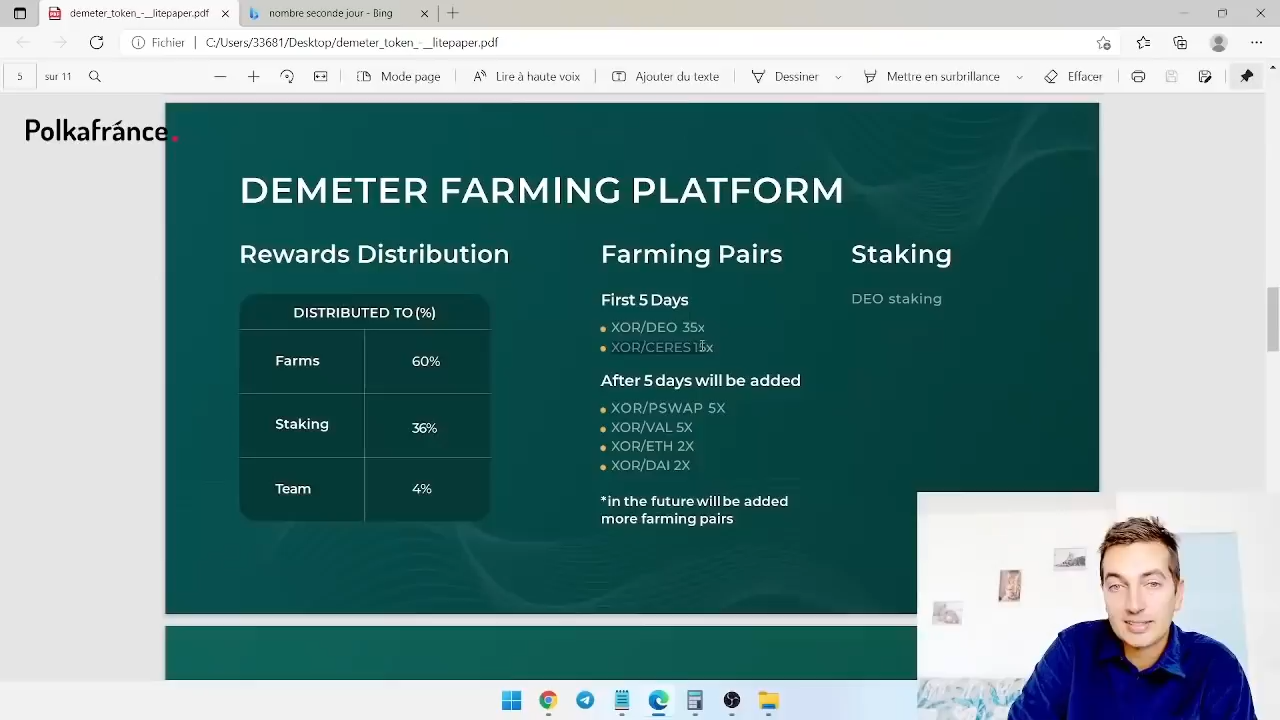 demeter_token_-_litepaper.pdf
nombre seconde jour - Bing
Fichier
C:/Users/33681/Desktop/demeter_token_-__litepaper.pdf
5
sur 11
Mode page
Lire à haute voix
Ajouter du texte
Dessiner
Mettre en surbrillance
Effacer
Polkafránce.
DEMETER FARMING PLATFORM
Rewards Distribution
Farming Pairs
Staking
DISTRIBUTED TO (%)
Farms
60%
Staking
36%
Team
4%
First 5 Days
XOR/DEO 35x
XOR/CERES 15x
After 5 days will be added
XOR/PSWAP 5X
XOR/VAL 5X
XOR/ETH 2X
XOR/DAI 2X
*in the future will be added
more farming pairs
DEO staking